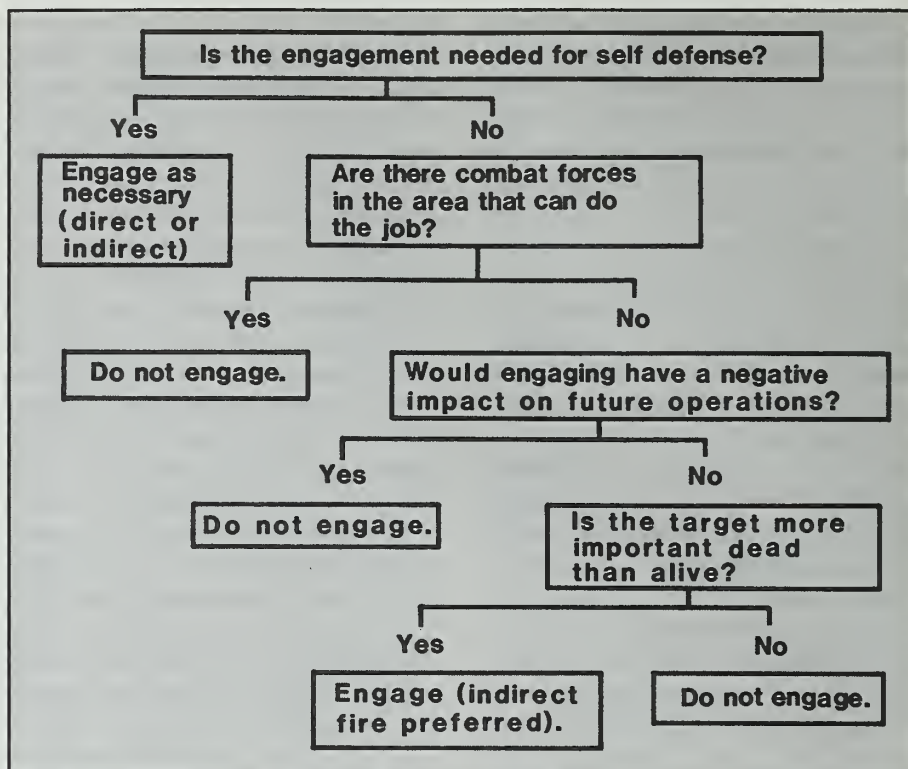 Is the engagement needed for self defense?
Yes
No
Engage as
necessary
(direct or
indirect)
Are there combat forces
in the area that can do
the job?
Yes
No
Do not engage.
Would engaging have a negative
impact on future operations?
Yes
No
Do not engage.
Is the target more
important dead
than alive?
Yes
No
Engage (indirect
fire preferred).
Do not engage.